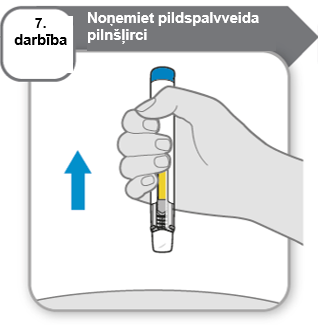 7.
darbība
Noņemiet pildspalvveida
pilnšļirci